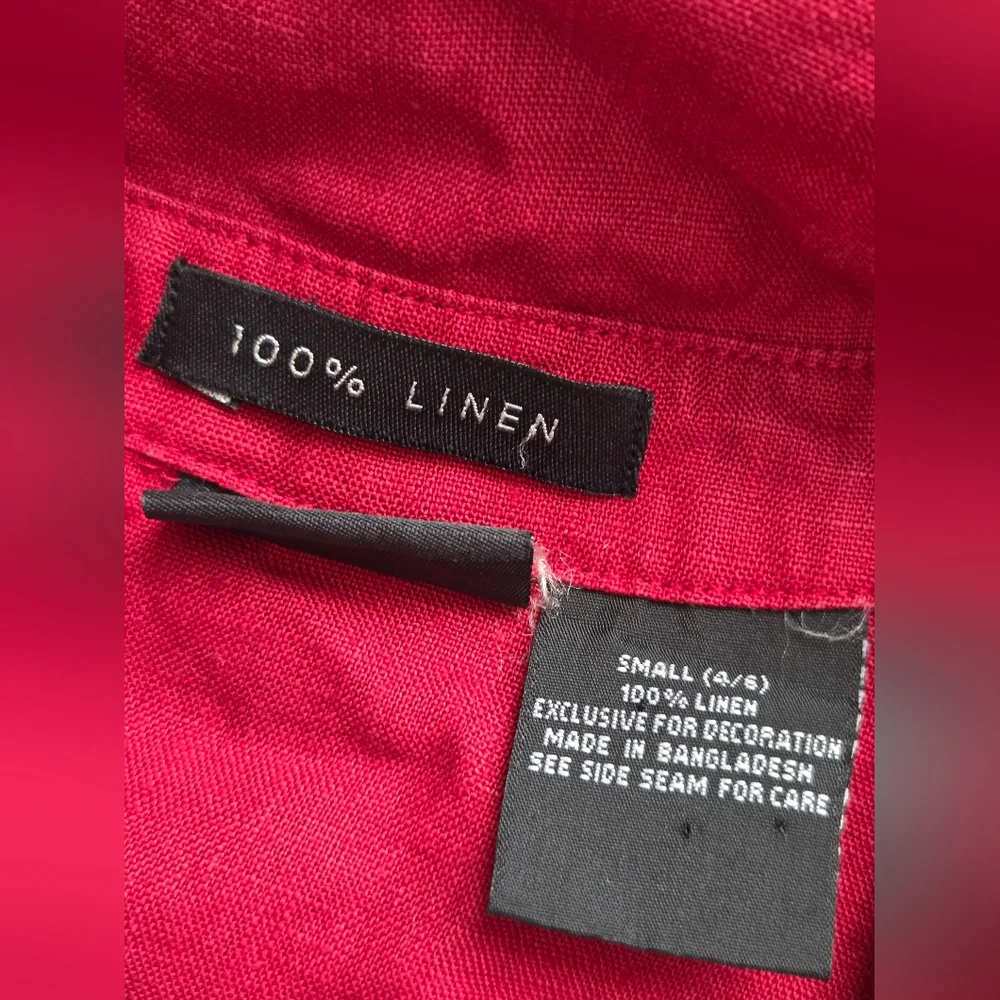 100% LINEN
SMALL (4/6)
100% LINEN
EXCLUSIVE FOR DECORATION
MADE IN BANGLADESH
SEE SIDE SEAM FOR CARE